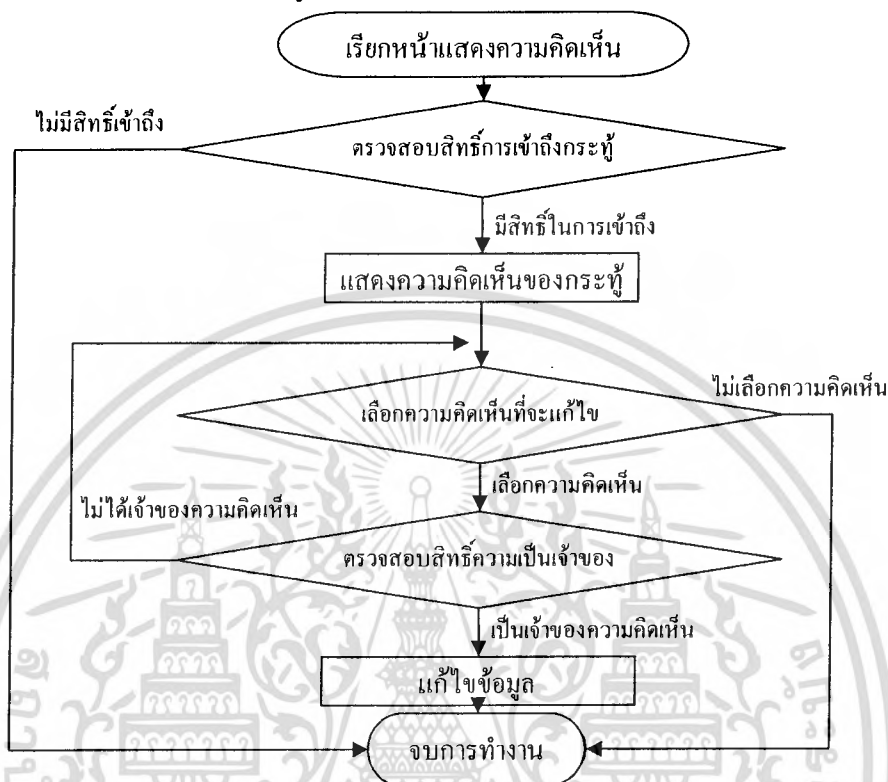 เรียกหน้าแสดงความคิดเห็น
ไม่มีสิทธิ์เข้าถึง
ตรวจสอบสิทธิ์การเข้าถึงกระทู้
มีสิทธิ์ในการเข้าถึง
แสดงความคิดเห็นของกระทู้
ไม่เลือกความคิดเห็น
เลือกความคิดเห็นที่จะแก้ไข
เลือกความคิดเห็น
ไม่ได้เจ้าของความคิดเห็น
ตรวจสอบสิทธิ์ความเป็นเจ้าของ
เป็นเจ้าของความคิดเห็น
แก้ไขข้อมูล
จบการทำงาน